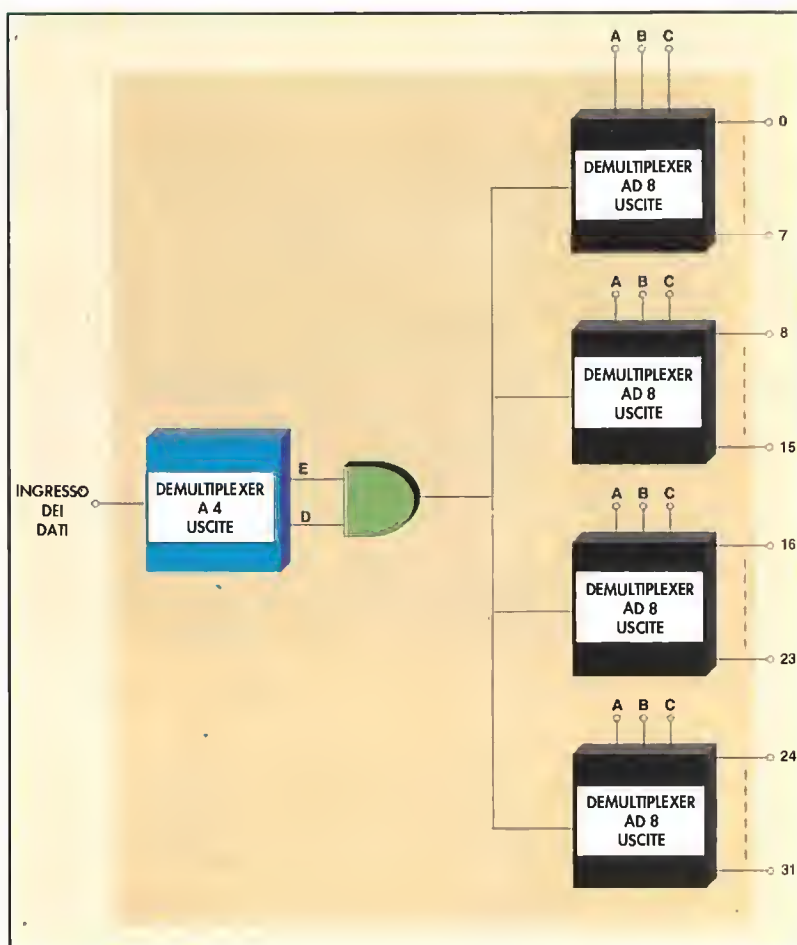 A B C
DEMULTIPLEXER
AD 8
USCITE
0
7
A B C
DEMULTIPLEXER
AD 8
USCITE
8
15
INGRESSO
DEI
DATI
DEMULTIPLEXER
A 4
USCITE
E
D
A B C
DEMULTIPLEXER
AD 8
USCITE
16
23
A B C
DEMULTIPLEXER
AD 8
USCITE
24
31